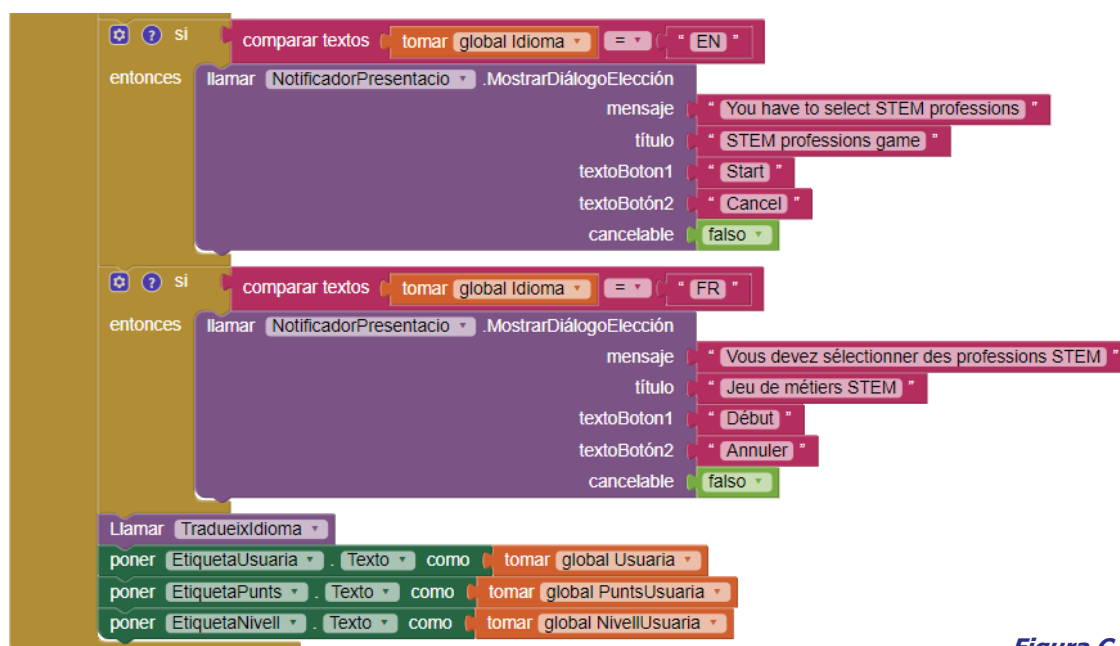 si comparar textos tomar global Idioma = " EN "
entonces llamar NotificadorPresentacio .MostrarDiálogoElección
mensaje " You have to select STEM professions "
título " STEM professions game "
textoBoton1 " Start "
textoBotón2 " Cancel "
cancelable falso
si comparar textos tomar global Idioma = " FR "
entonces llamar NotificadorPresentacio .MostrarDiálogoElección
mensaje " Vous devez sélectionner des professions STEM "
título " Jeu de métiers STEM "
textoBoton1 " Début "
textoBotón2 " Annuler "
cancelable falso
Llamar TradueixIdioma
poner EtiquetaUsuaria . Texto como tomar global Usuaria
poner EtiquetaPunts . Texto como tomar global PuntsUsuaria
poner EtiquetaNivell . Texto como tomar global NivellUsuaria
Figura C